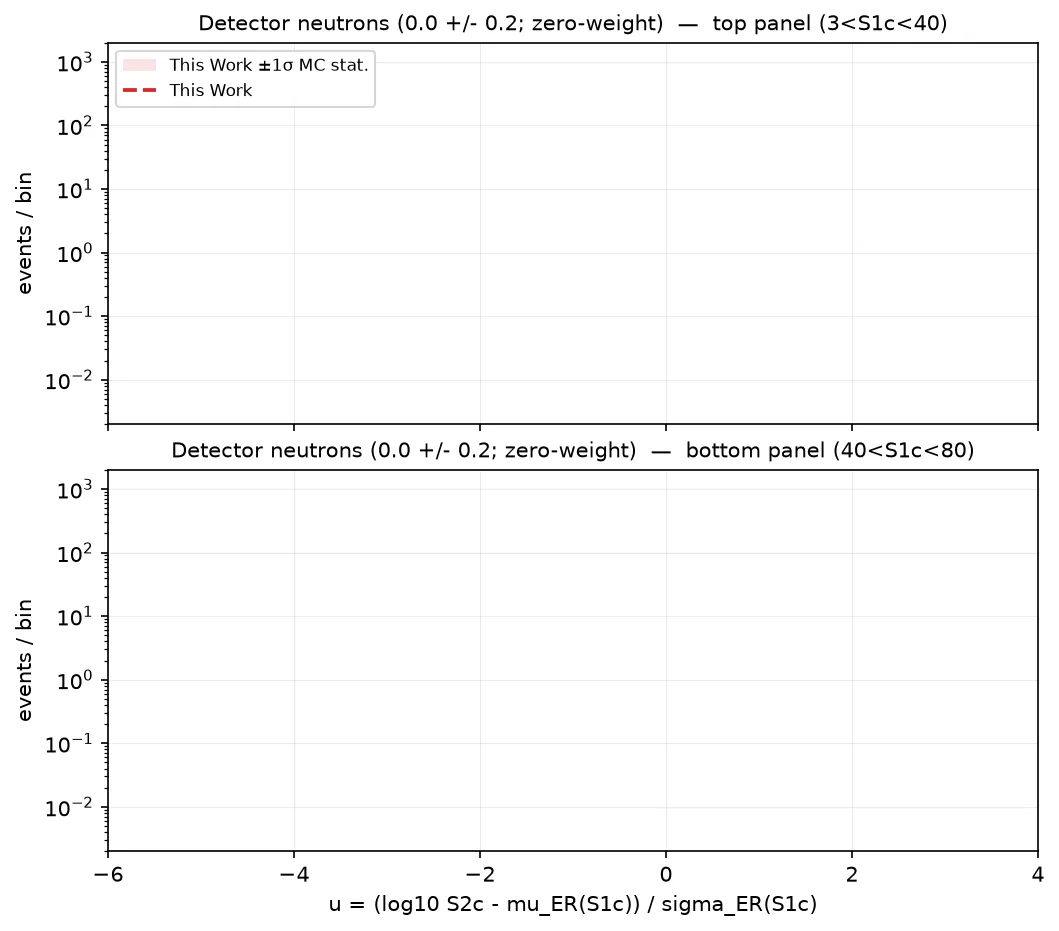 Detector neutrons (0.0 +/- 0.2; zero-weight) — top panel (3<S1c<40)
This Work ±1σ MC stat.
This Work
events / bin
10³
10²
10¹
10⁰
10⁻¹
10⁻²
Detector neutrons (0.0 +/- 0.2; zero-weight) — bottom panel (40<S1c<80)
events / bin
10³
10²
10¹
10⁰
10⁻¹
10⁻²
−6 −4 −2 0 2 4
u = (log10 S2c - mu_ER(S1c)) / sigma_ER(S1c)